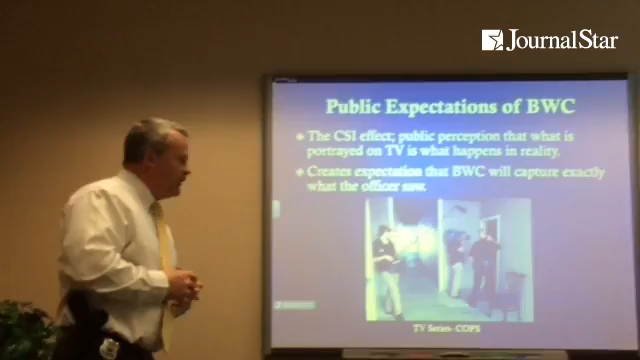 JournalStar
Public Expectations of BWC
The CSI effect; public perception that what is
portrayed on TV is what happens in reality.
Creates expectation that BWC will capture exactly
what the officer saw.
TV Series- COPS